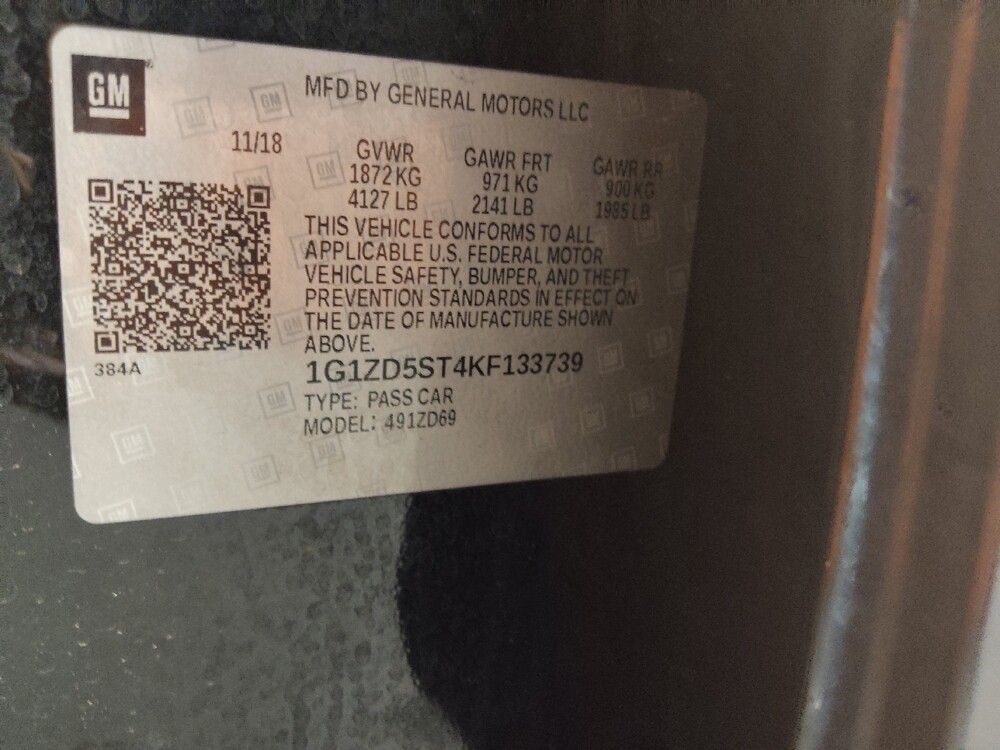 GM
MFD BY GENERAL MOTORS LLC
11/18
GVWR GAWR FRT GAWR RR
1872 KG 971 KG 900 KG
4127 LB 2141 LB 1985 LB
THIS VEHICLE CONFORMS TO ALL
APPLICABLE U.S. FEDERAL MOTOR
VEHICLE SAFETY, BUMPER, AND THEFT
PREVENTION STANDARDS IN EFFECT ON
THE DATE OF MANUFACTURE SHOWN
ABOVE.
384A
1G1ZD5ST4KF133739
TYPE: PASS CAR
MODEL: 491ZD69